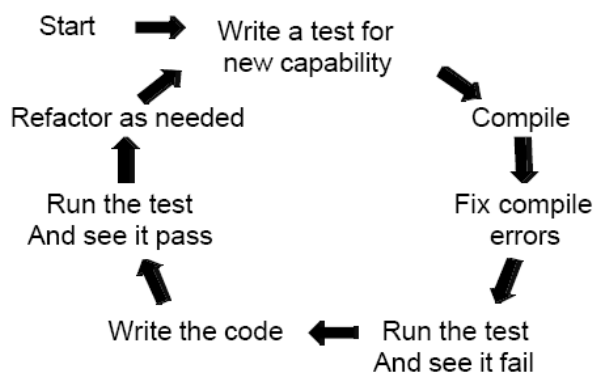 Start
Write a test for
new capability
Compile
Fix compile
errors
Run the test
And see it fail
Write the code
Run the test
And see it pass
Refactor as needed